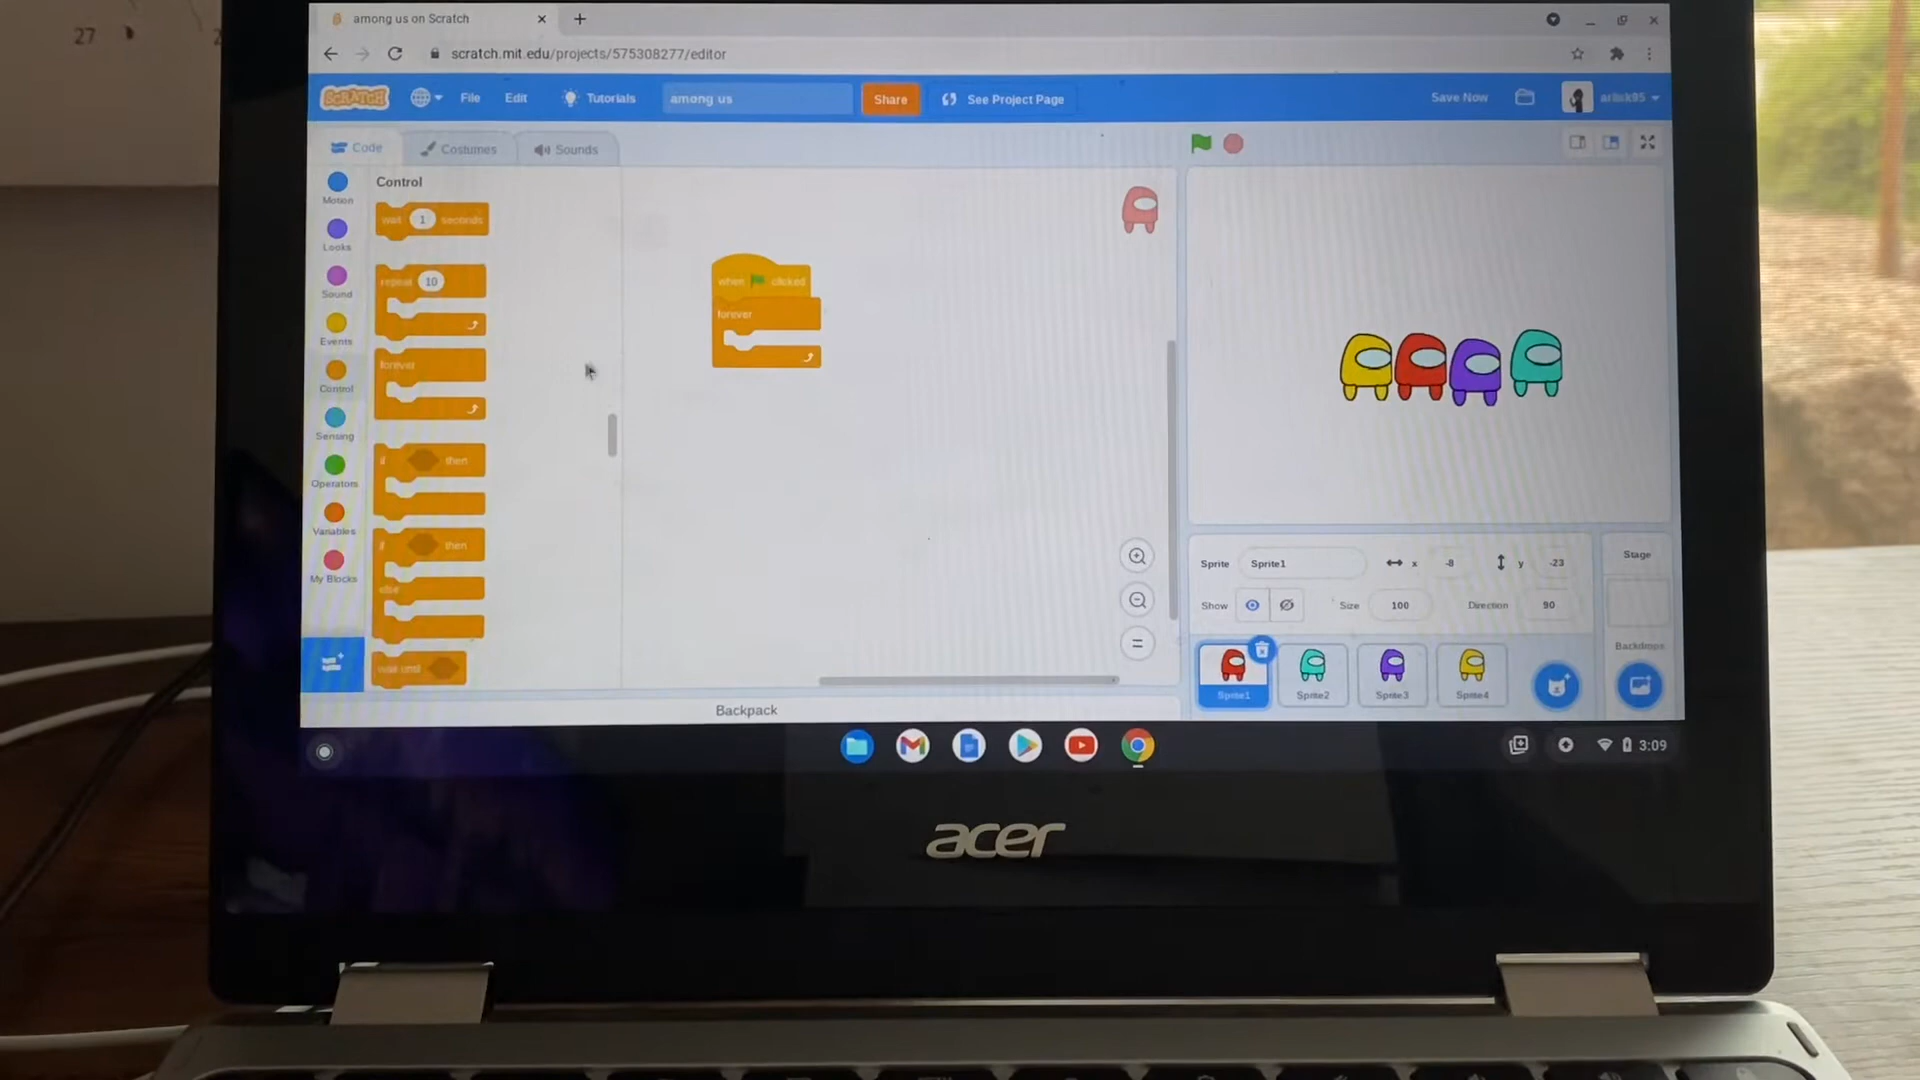 27
among us on Scratch
scratch.mit.edu/projects/575308277/editor
SCRATCH
File
Edit
Tutorials
among us
Share
See Project Page
Save Now
Code
Costumes
Sounds
Motion
Looks
Sound
Events
Control
Sensing
Operators
Variables
My Blocks
Control
wait 1 seconds
repeat 10
forever
if then
if then
else
wait until
when clicked
forever
Backpack
Sprite Sprite1 x -8 y -23
Show Size 100 Direction 90
Sprite1
Sprite2
Sprite3
Sprite4
Stage
Backdrops
3:09
acer